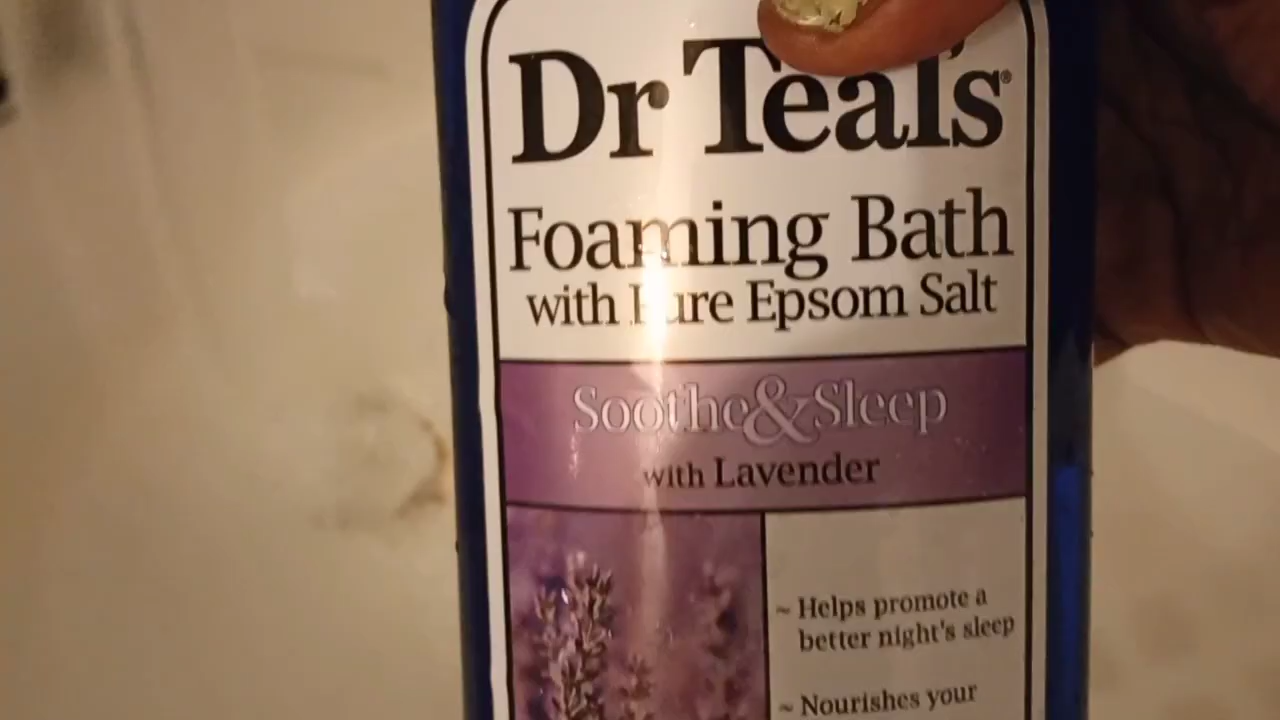 Dr Teal's®
Foaming Bath
with Pure Epsom Salt
Soothe & Sleep
with Lavender
~ Helps promote a
better night's sleep
~ Nourishes your